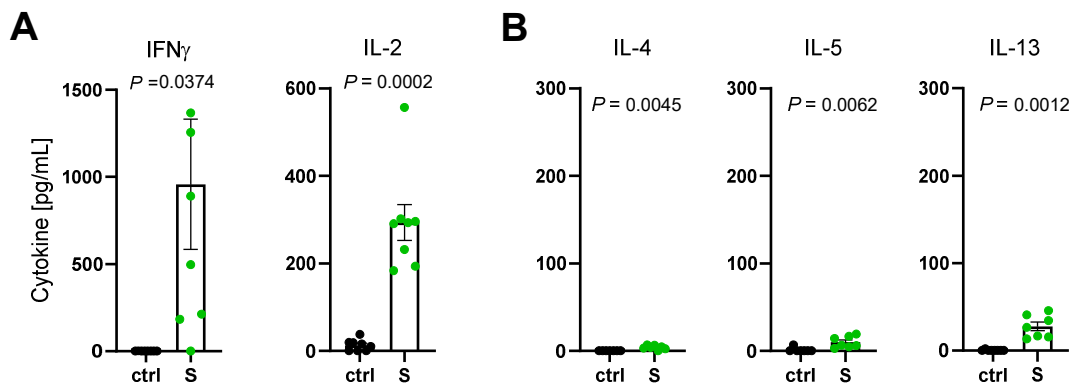 A
B
IFNγ
IL-2
IL-4
IL-5
IL-13
P =0.0374
P = 0.0002
P = 0.0045
P = 0.0062
P = 0.0012
Cytokine [pg/mL]
1500
1000
500
0
600
400
200
0
300
200
100
0
300
200
100
0
300
200
100
0
ctrl S
ctrl S
ctrl S
ctrl S
ctrl S